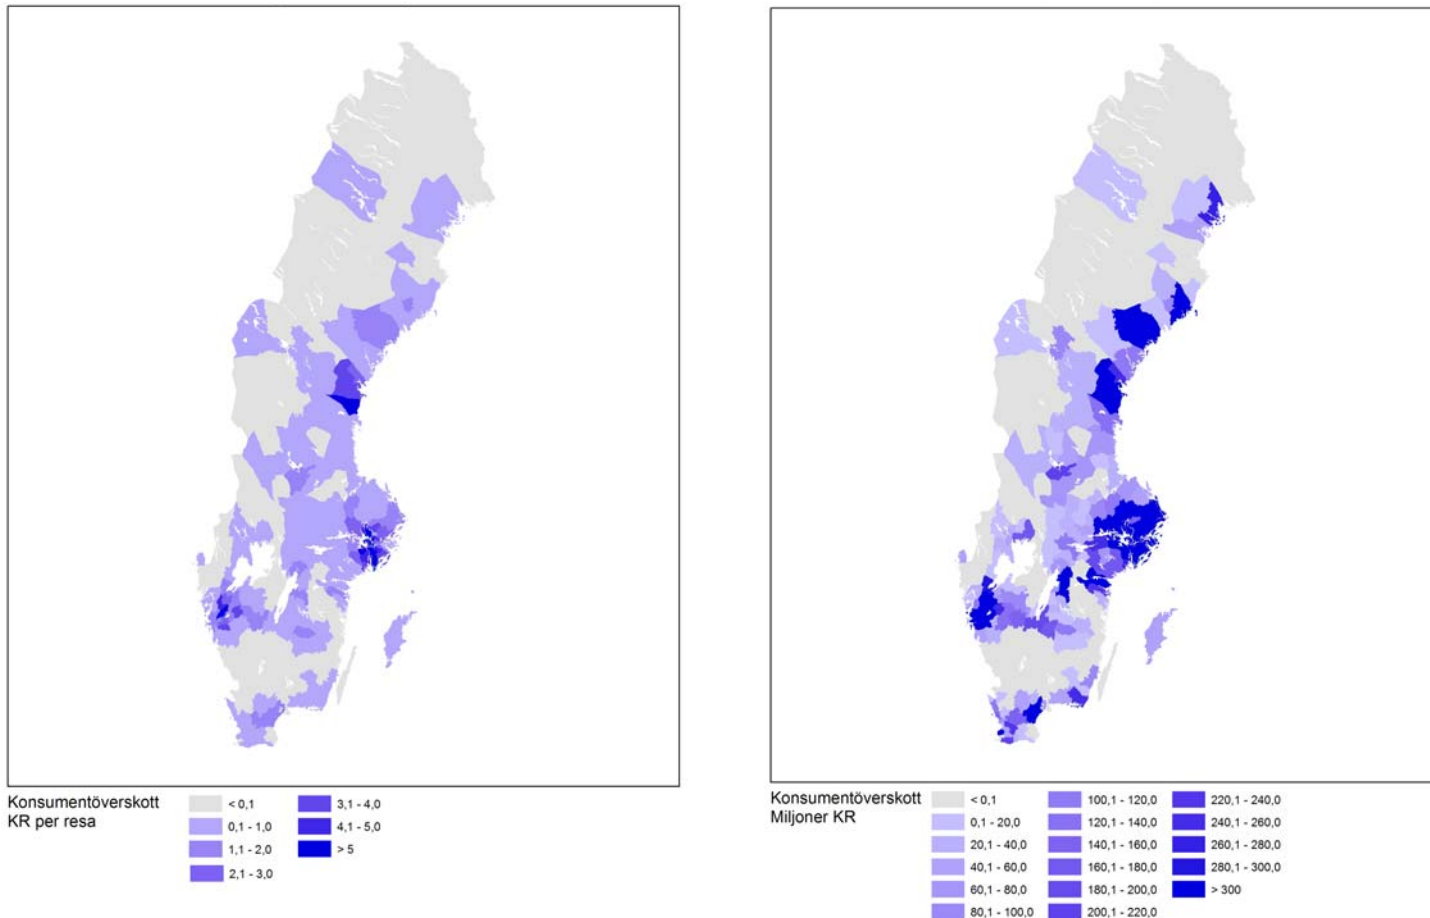 Konsumentöverskott
KR per resa
< 0,1
0,1 - 1,0
1,1 - 2,0
2,1 - 3,0
3,1 - 4,0
4,1 - 5,0
> 5
Konsumentöverskott
Miljoner KR
< 0,1
0,1 - 20,0
20,1 - 40,0
40,1 - 60,0
60,1 - 80,0
80,1 - 100,0
100,1 - 120,0
120,1 - 140,0
140,1 - 160,0
160,1 - 180,0
180,1 - 200,0
200,1 - 220,0
220,1 - 240,0
240,1 - 260,0
260,1 - 280,0
280,1 - 300,0
> 300